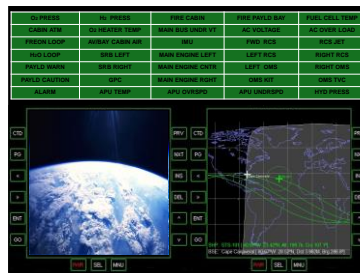 O₂ PRESS H₂ PRESS FIRE CABIN FIRE PAYLD BAY FUEL CELL TEMP
CABIN ATM O₂ HEATER TEMP MAIN BUS UNDR VT AC VOLTAGE AC OVER LOAD
FREON LOOP AV/BAY CABIN AIR IMU FWD RCS RCS JET
H₂O LOOP SRB LEFT MAIN ENGINE LEFT LEFT RCS RIGHT RCS
PAYLD WARN SRB RIGHT MAIN ENGINE CNTR LEFT OMS RIGHT OMS
PAYLD CAUTION GPC MAIN ENGINE RGHT OMS KIT OMS TVC
ALARM APU TEMP APU OVRSPD APU UNDRSPD HYD PRESS
CTD PRV CTD
PG NXT PG
ING
DEL
ENT ENT
GO GO
PWR SEL MNU PWR SEL MNU